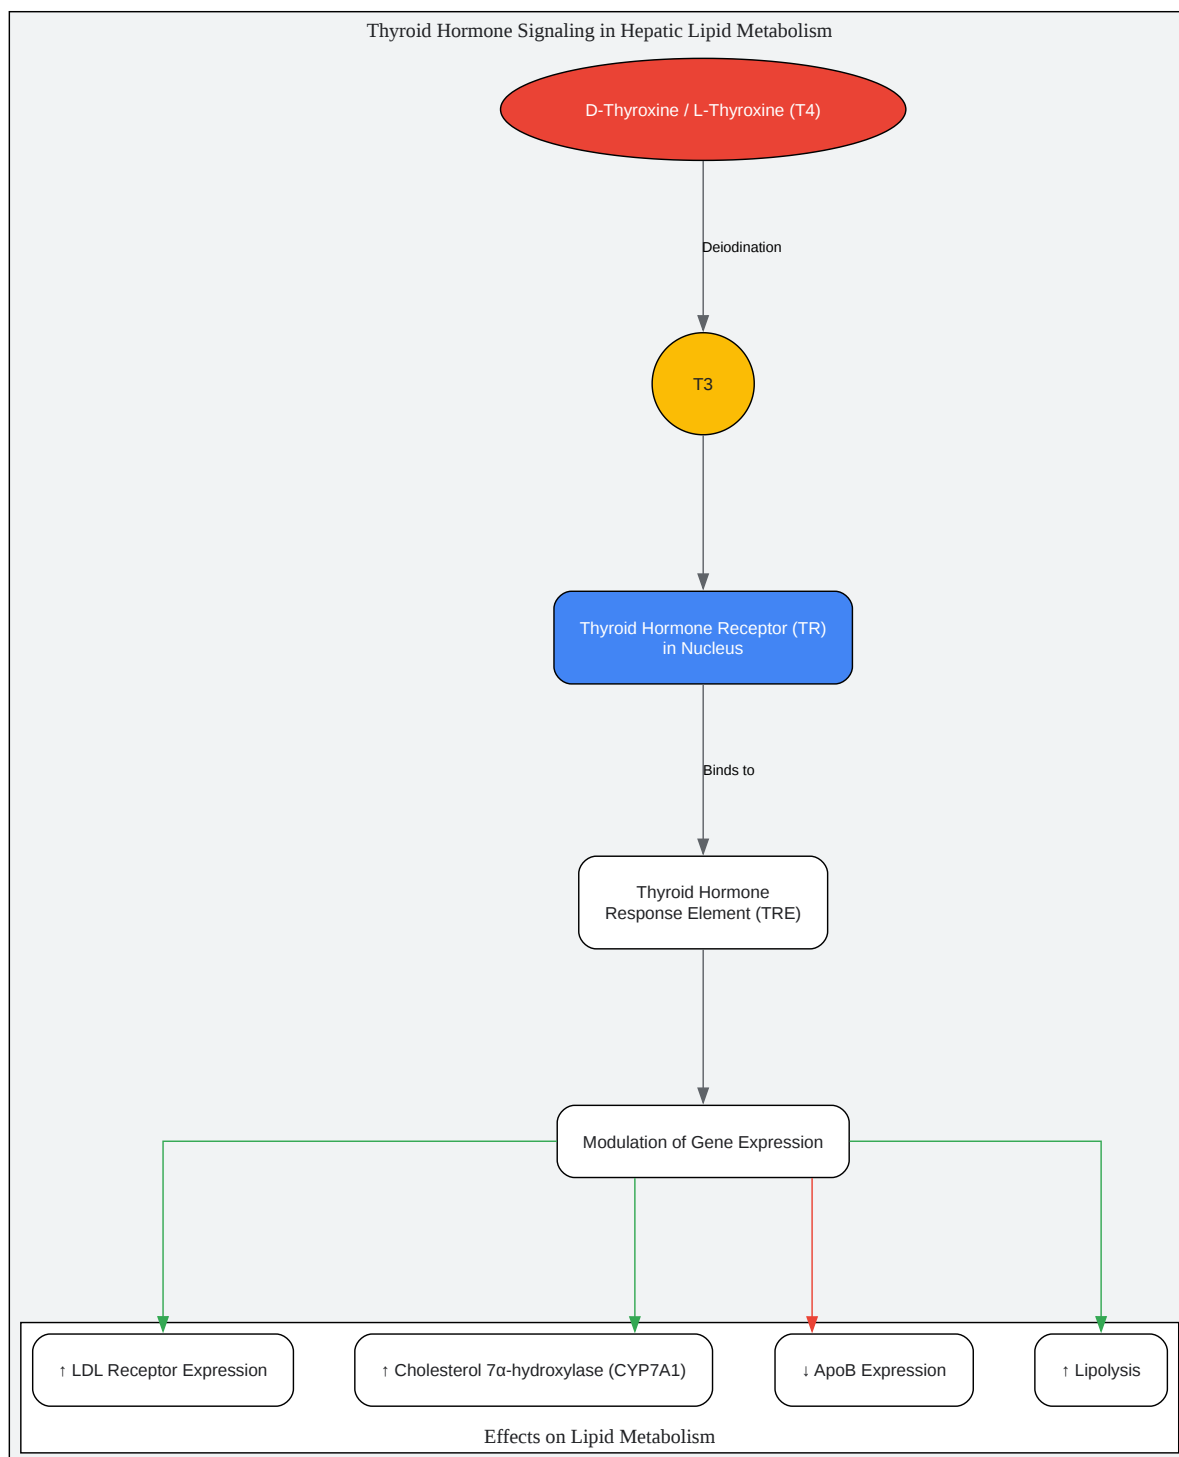 Thyroid Hormone Signaling in Hepatic Lipid Metabolism
D-Thyroxine / L-Thyroxine (T4)
Deiodination
T3
Thyroid Hormone Receptor (TR)
in Nucleus
Binds to
Thyroid Hormone
Response Element (TRE)
Modulation of Gene Expression
↑ LDL Receptor Expression
↑ Cholesterol 7α-hydroxylase (CYP7A1)
↓ ApoB Expression
↑ Lipolysis
Effects on Lipid Metabolism